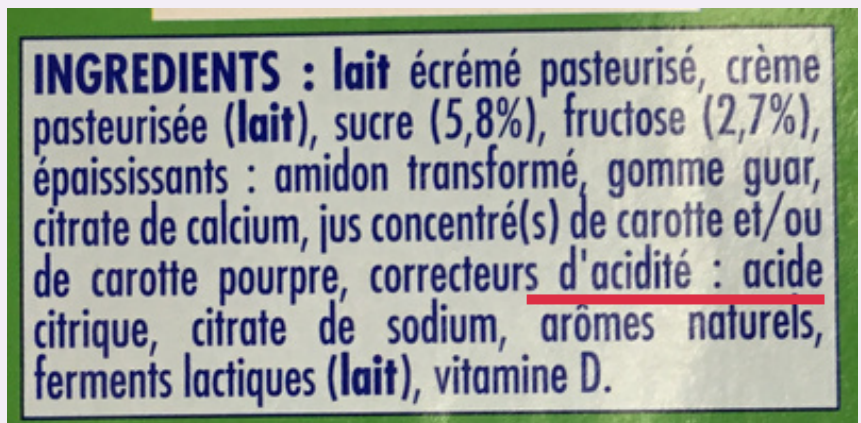 INGREDIENTS : lait écrémé pasteurisé, crème
pasteurisée (lait), sucre (5,8%), fructose (2,7%),
épaississants : amidon transformé, gomme guar,
citrate de calcium, jus concentré(s) de carotte et/ou
de carotte pourpre, correcteurs d'acidité : acide
citrique, citrate de sodium, arômes naturels,
ferments lactiques (lait), vitamine D.